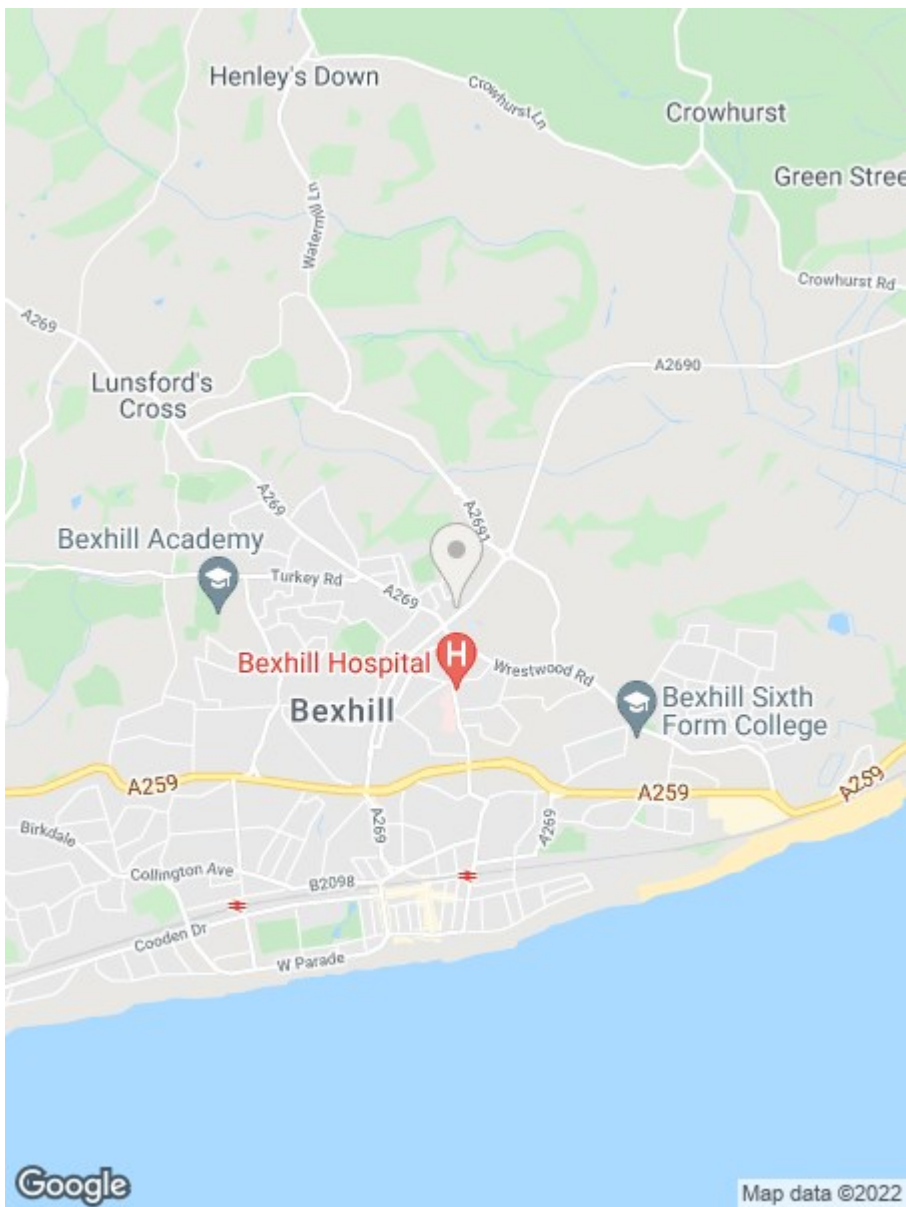 Henley's Down
Crowhurst Ln
Crowhurst
Green Stree
Watermill Ln
Crowhurst Rd
A269
A2690
Lunsford's
Cross
A269
A2691
Bexhill Academy
Turkey Rd
A269
Bexhill Hospital
H
Wrestwood Rd
Bexhill Sixth
Form College
Bexhill
A259
A259
A259
Birkdale
A269
A269
Collington Ave
B2098
Cooden Dr
W Parade
Google
Map data ©2022